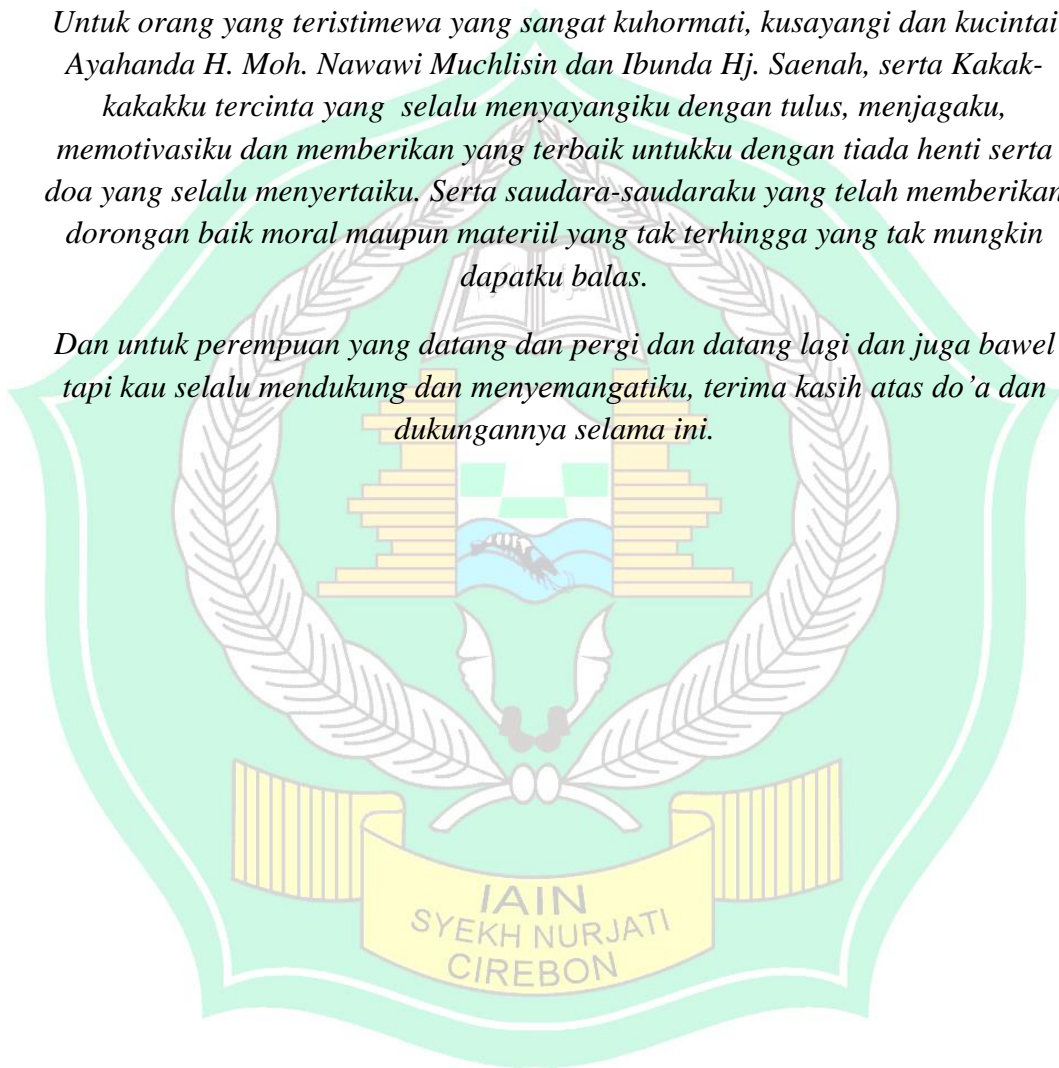 Untuk orang yang teristimewa yang sangat kuhormati, kusayangi dan kucintai
Ayahanda H. Moh. Nawawi Muchlisin dan Ibunda Hj. Saenah, serta Kakak-
kakakku tercinta yang selalu menyayangiku dengan tulus, menjagaku,
memotivasiku dan memberikan yang terbaik untukku dengan tiada henti serta
doa yang selalu menyertaiku. Serta saudara-saudaraku yang telah memberikan
dorongan baik moral maupun materiil yang tak terhingga yang tak mungkin
dapatku balas.
Dan untuk perempuan yang datang dan pergi dan datang lagi dan juga bawel
tapi kau selalu mendukung dan menyemangatiku, terima kasih atas do’a dan
dukungannya selama ini.
IAIN
SYEKH NURJATI
CIREBON